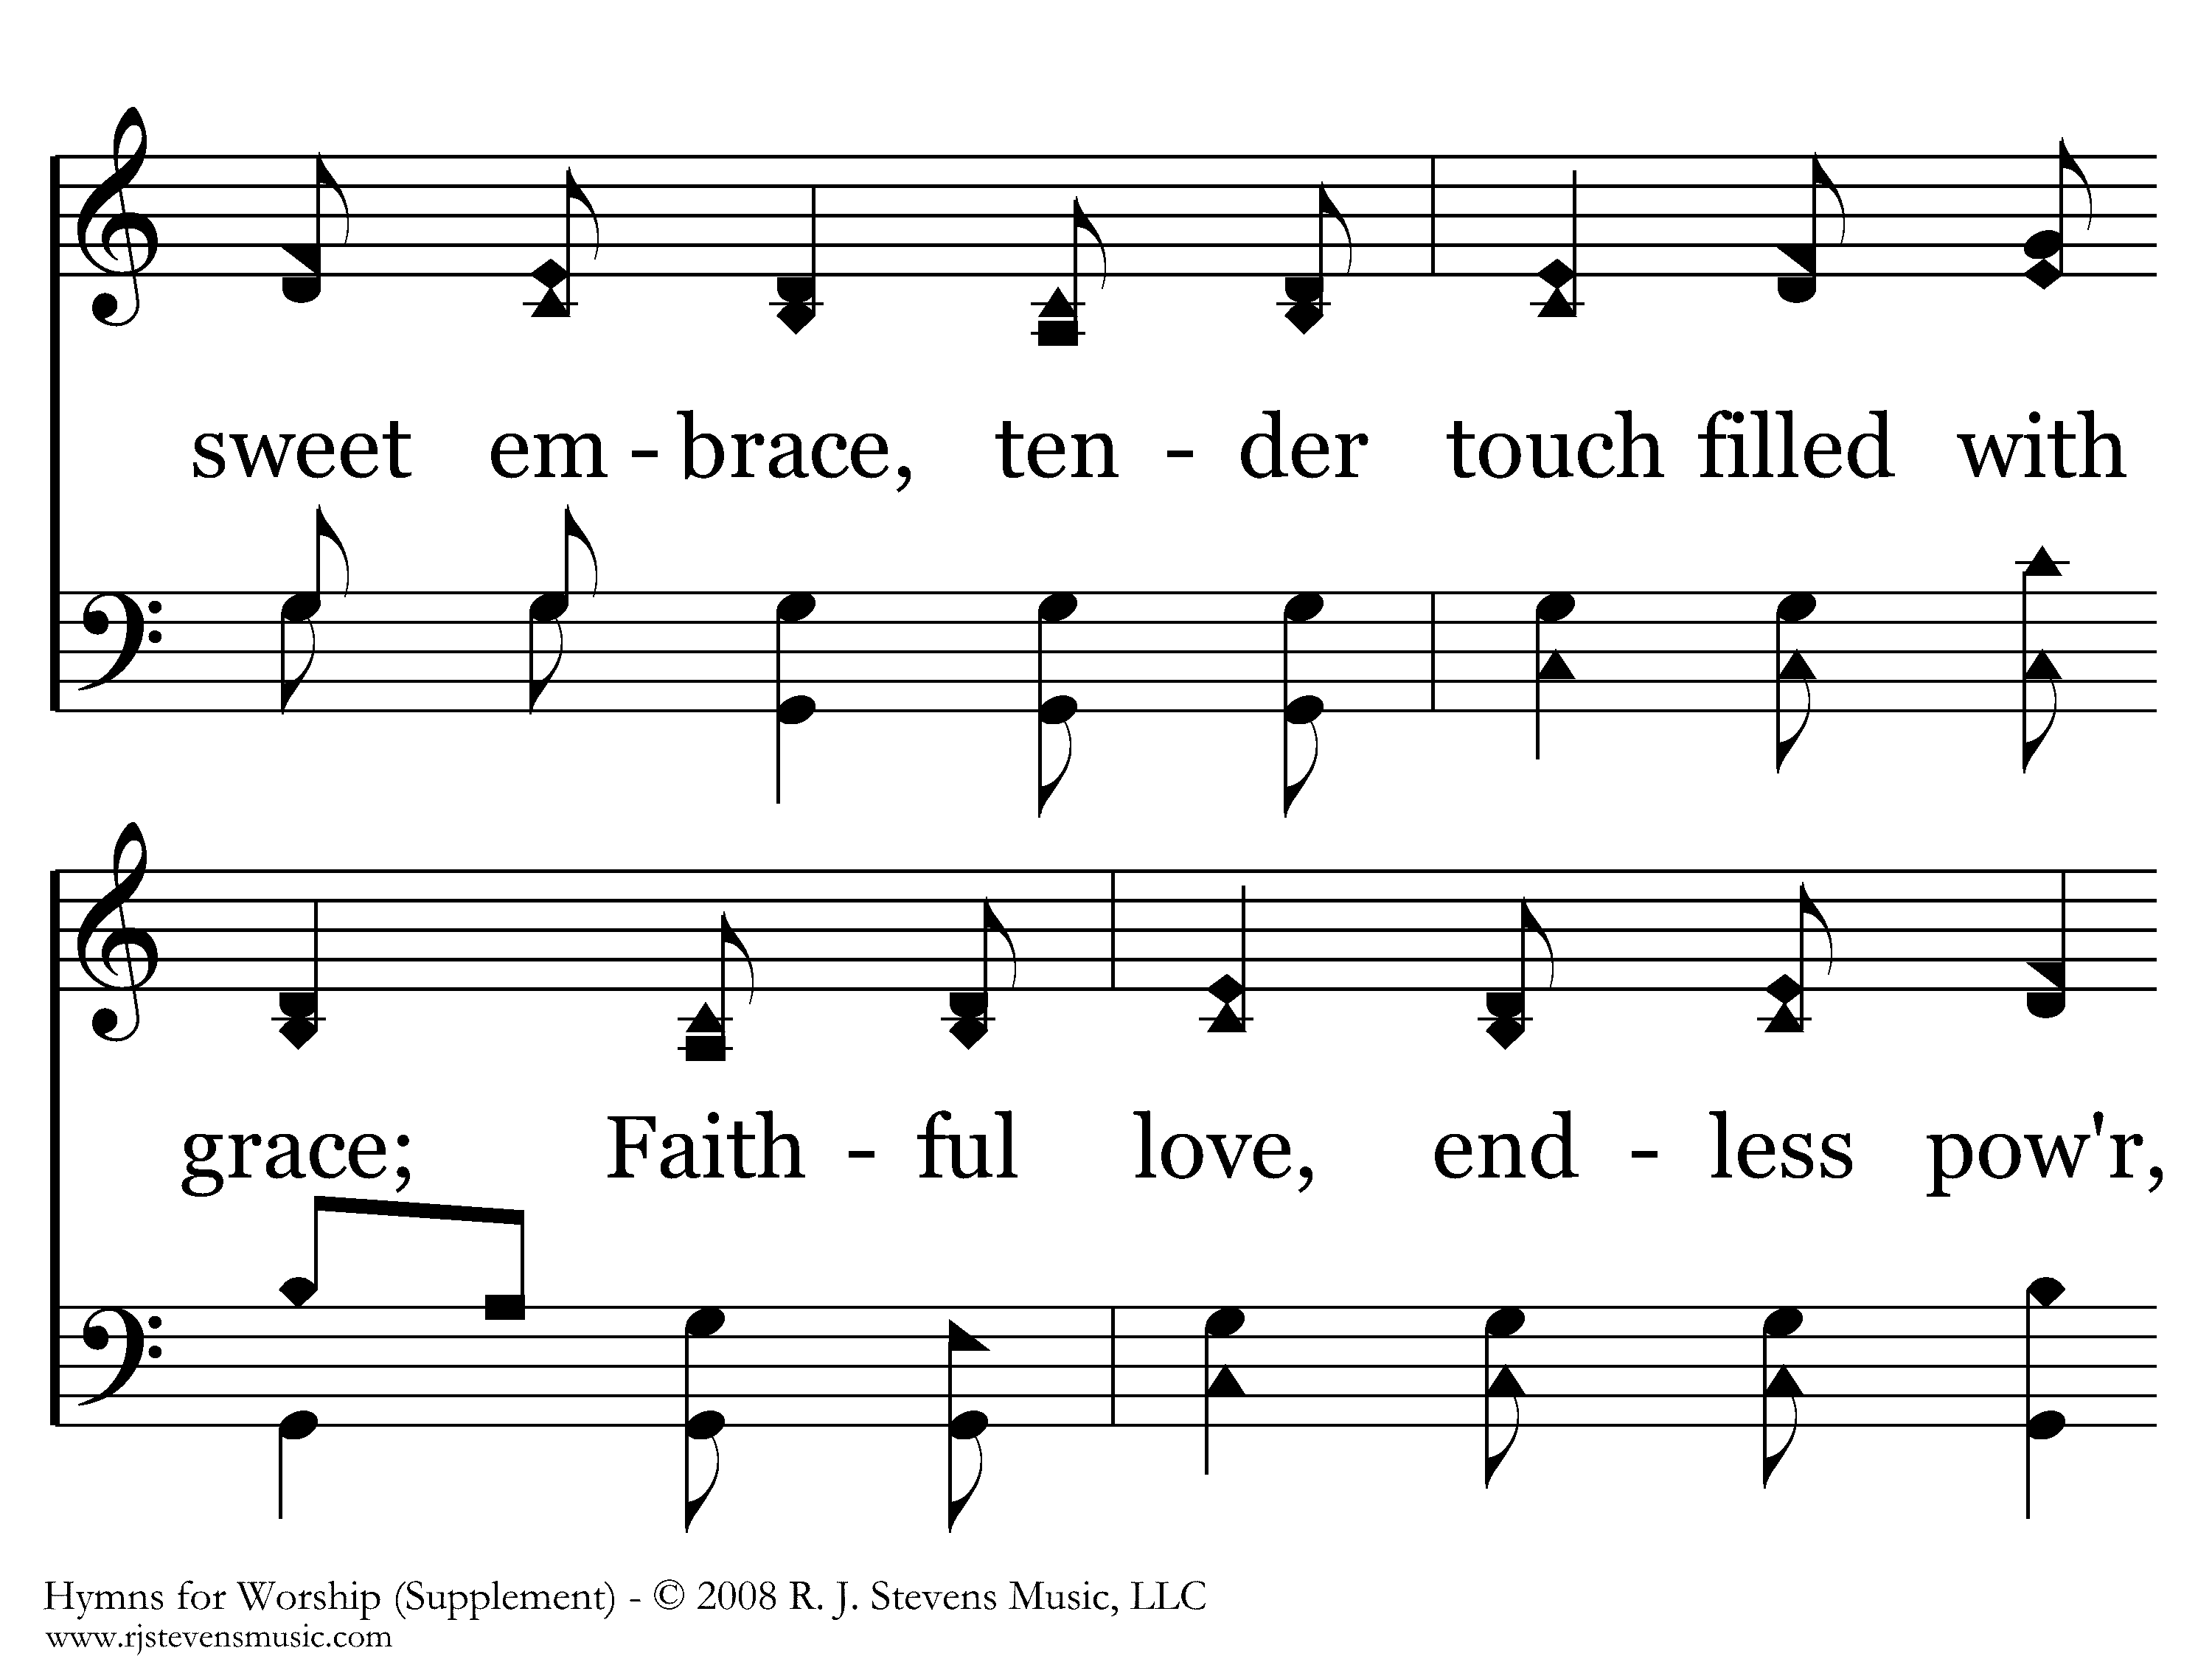 sweet em - brace, ten - der touch filled with
grace; Faith - ful love, end - less pow'r,
Hymns for Worship (Supplement) - © 2008 R. J. Stevens Music, LLC
www.rjstevensmusic.com